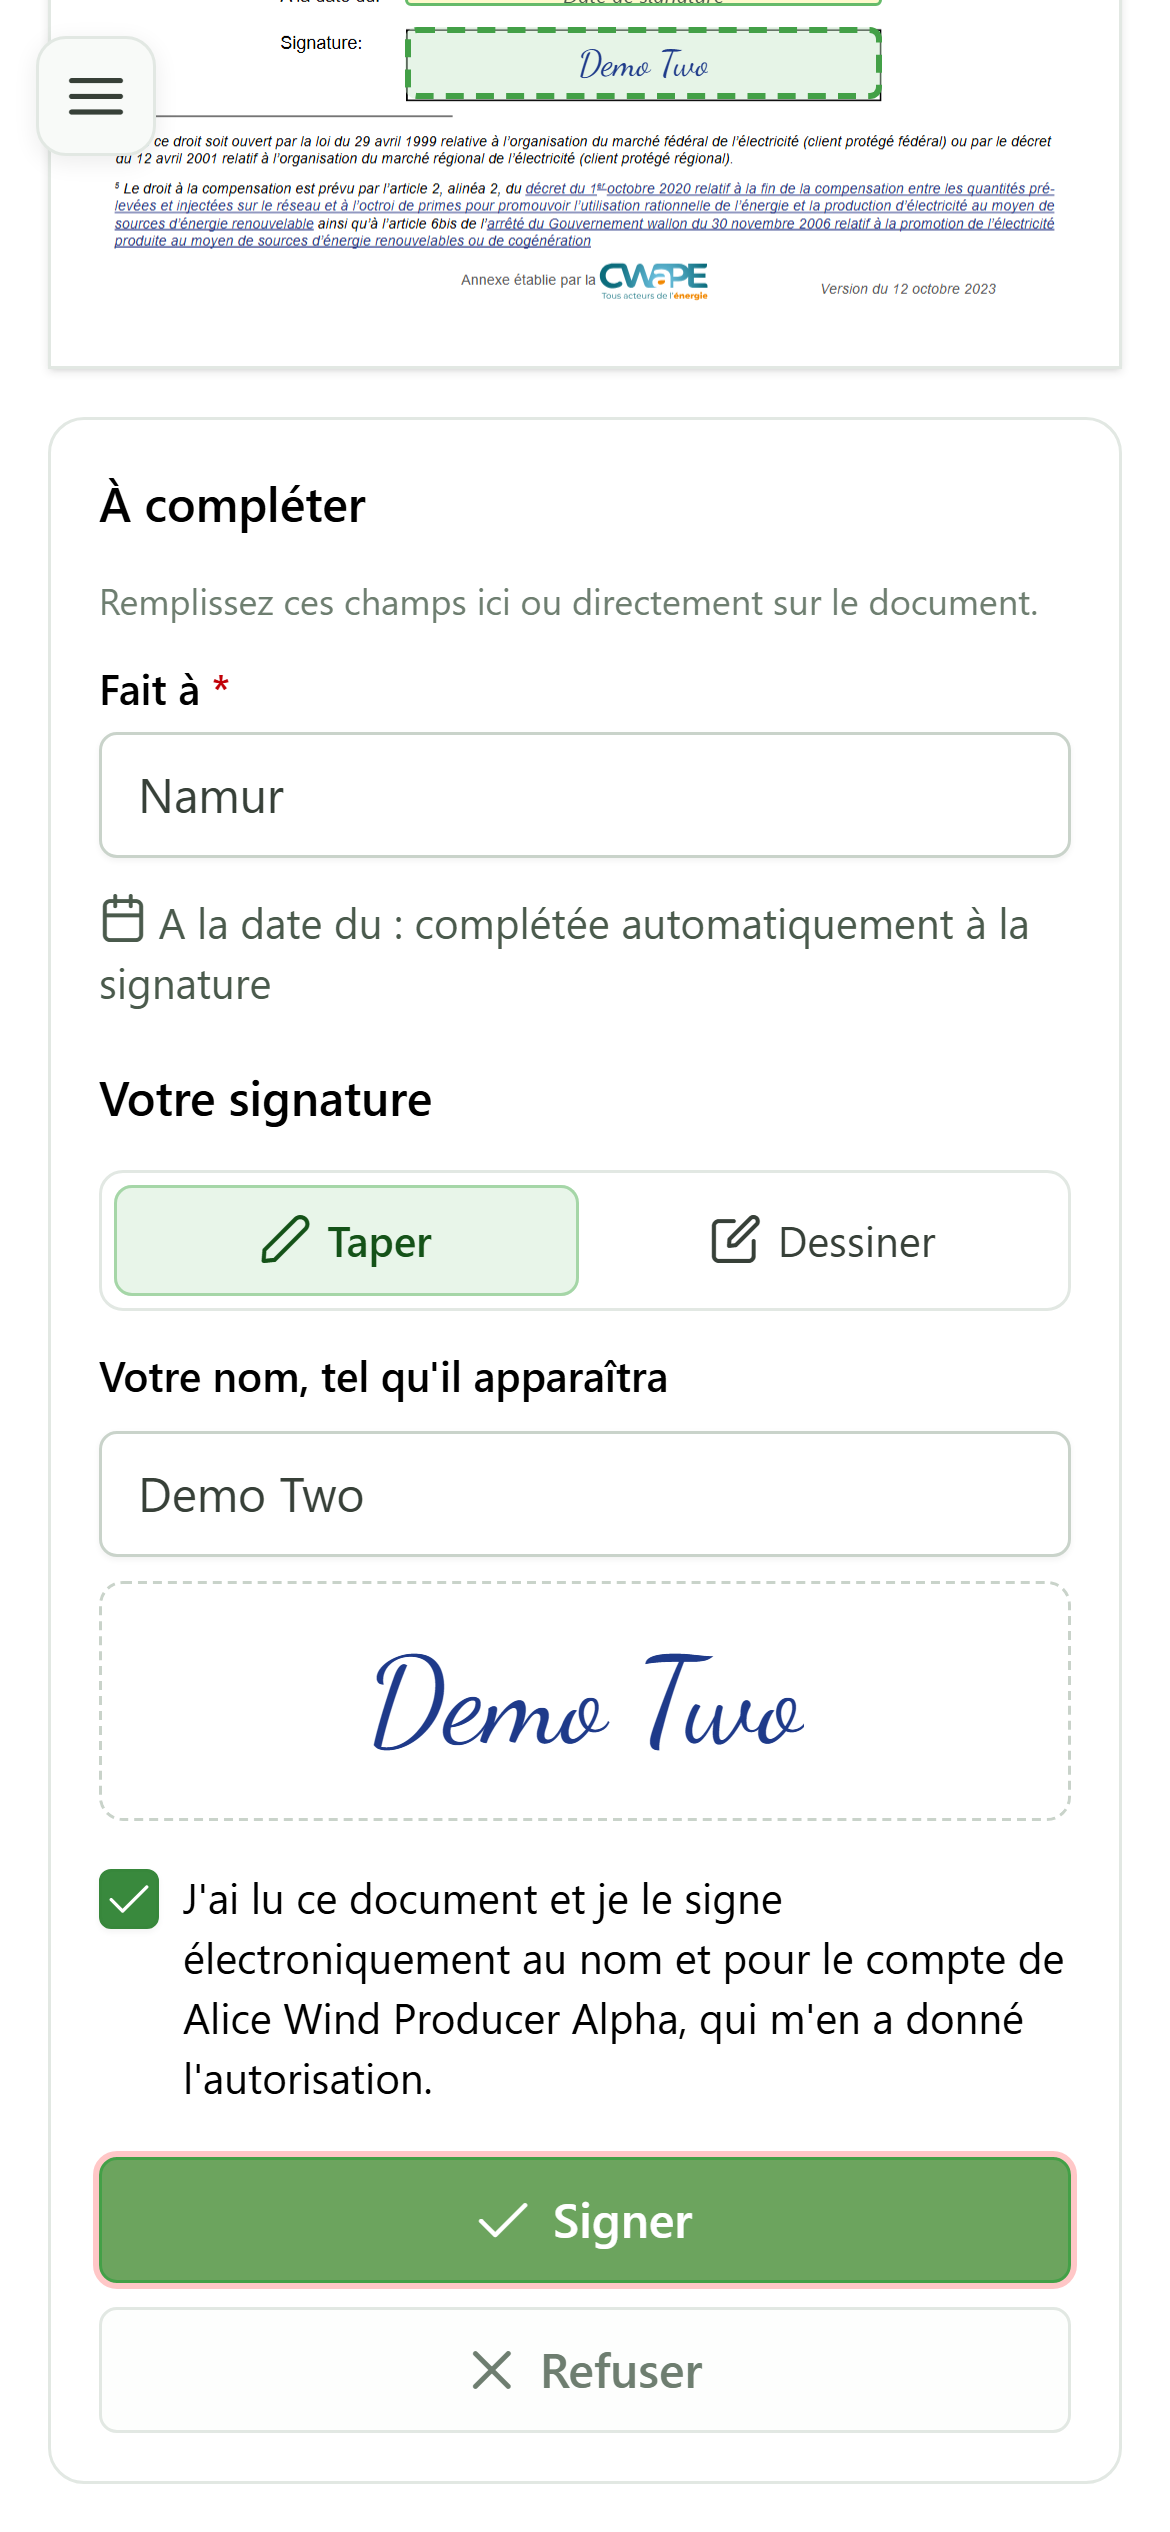 Signature:
Demo Two
ce droit soit ouvert par la loi du 29 avril 1999 relative à l'organisation du marché fédéral de l'électricité (client protégé fédéral) ou par le décret
du 12 avril 2001 relatif à l'organisation du marché régional de l'électricité (client protégé régional).
⁵ Le droit à la compensation est prévu par l'article 2, alinéa 2, du décret du 1er octobre 2020 relatif à la fin de la compensation entre les quantités pré-
levées et injectées sur le réseau et à l'octroi de primes pour promouvoir l'utilisation rationnelle de l'énergie et la production d'électricité au moyen de
sources d'énergie renouvelable ainsi qu'à l'article 6bis de l'arrêté du Gouvernement wallon du 30 novembre 2006 relatif à la promotion de l'électricité
produite au moyen de sources d'énergie renouvelables ou de cogénération
Annexe établie par la CWaPE
Tous acteurs de l'énergie
Version du 12 octobre 2023
À compléter
Remplissez ces champs ici ou directement sur le document.
Fait à *
Namur
A la date du : complétée automatiquement à la
signature
Votre signature
Taper
Dessiner
Votre nom, tel qu'il apparaîtra
Demo Two
Demo Two
J'ai lu ce document et je le signe
électroniquement au nom et pour le compte de
Alice Wind Producer Alpha, qui m'en a donné
l'autorisation.
Signer
Refuser